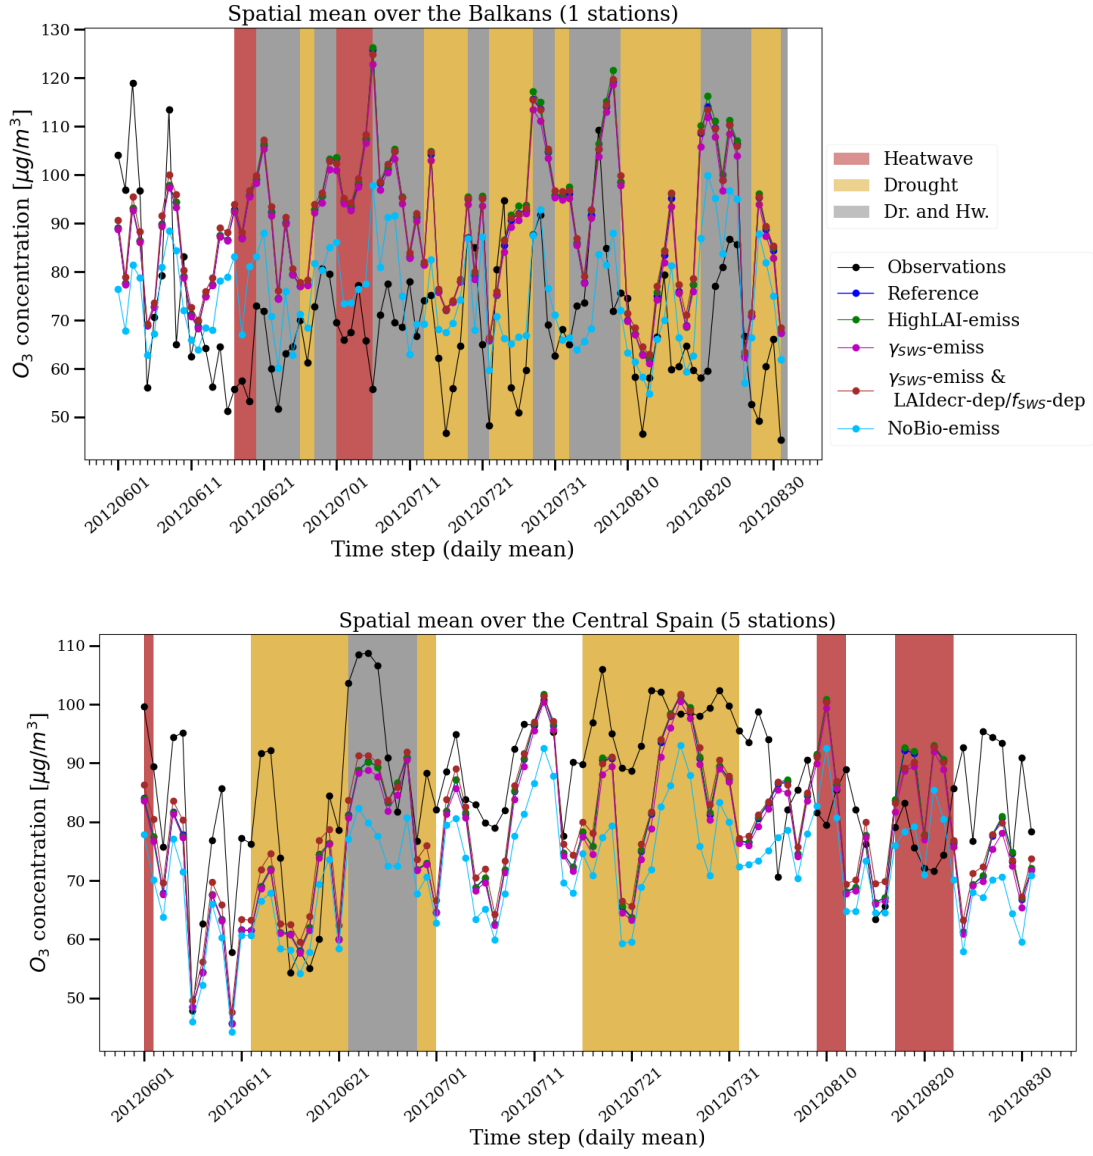 Spatial mean over the Balkans (1 stations)
130
120
110
100
90
80
70
60
50
O₃ concentration [μg/m³]
20120601
20120611
20120621
20120701
20120711
20120721
20120731
20120810
20120820
20120830
Time step (daily mean)
Heatwave
Drought
Dr. and Hw.
Observations
Reference
HighLAI-emiss
γSWS-emiss
γSWS-emiss &
LAIdecr-dep/fSWS-dep
NoBio-emiss
Spatial mean over the Central Spain (5 stations)
110
100
90
80
70
60
50
O₃ concentration [μg/m³]
20120601
20120611
20120621
20120701
20120711
20120721
20120731
20120810
20120820
20120830
Time step (daily mean)